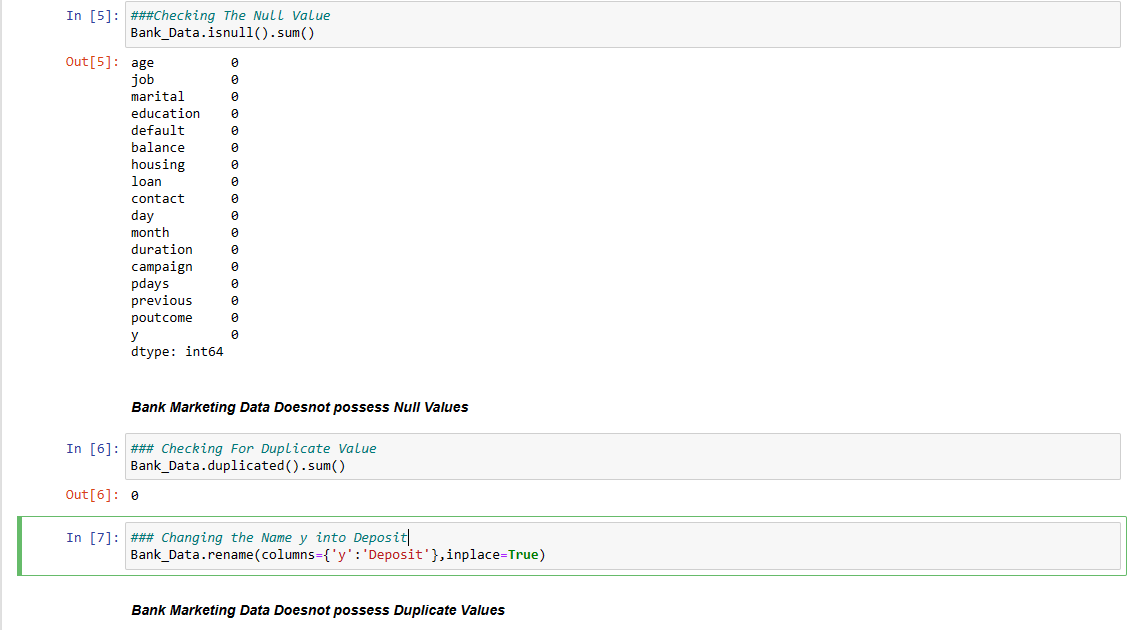 In [5]: ###Checking The Null Value
Bank_Data.isnull().sum()
Out[5]: age 0
job 0
marital 0
education 0
default 0
balance 0
housing 0
loan 0
contact 0
day 0
month 0
duration 0
campaign 0
pdays 0
previous 0
poutcome 0
y 0
dtype: int64
Bank Marketing Data Doesnot possess Null Values
In [6]: ### Checking For Duplicate Value
Bank_Data.duplicated().sum()
Out[6]: 0
In [7]: ### Changing the Name y into Deposit
Bank_Data.rename(columns={'y':'Deposit'},inplace=True)
Bank Marketing Data Doesnot possess Duplicate Values